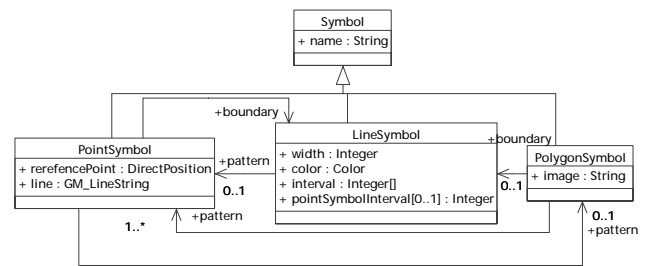 Symbol
+ name : String
+boundary
PointSymbol
+ rerefencePoint : DirectPosition
+ line : GM_LineString
+pattern
0..1
LineSymbol
+ width : Integer
+ color : Color
+ interval : Integer[]
+ pointSymbolInterval[0..1] : Integer
+boundary
0..1
PolygonSymbol
+ image : String
1..*
+pattern
0..1
+pattern